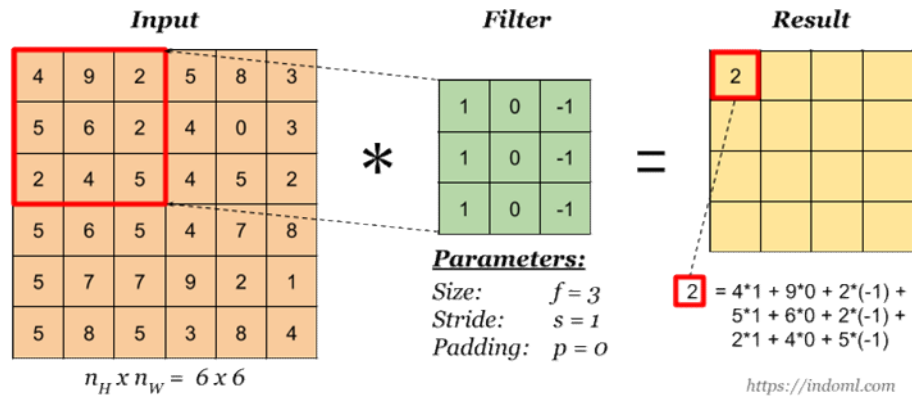 Input
Filter
Result
4 9 2 5 8 3
5 6 2 4 0 3
2 4 5 4 5 2
5 6 5 4 7 8
5 7 7 9 2 1
5 8 5 3 8 4
n_H x n_W = 6 x 6
*
1 0 -1
1 0 -1
1 0 -1
Parameters:
Size: f = 3
Stride: s = 1
Padding: p = 0
=
2
2 = 4*1 + 9*0 + 2*(-1) +
5*1 + 6*0 + 2*(-1) +
2*1 + 4*0 + 5*(-1)
https://indoml.com